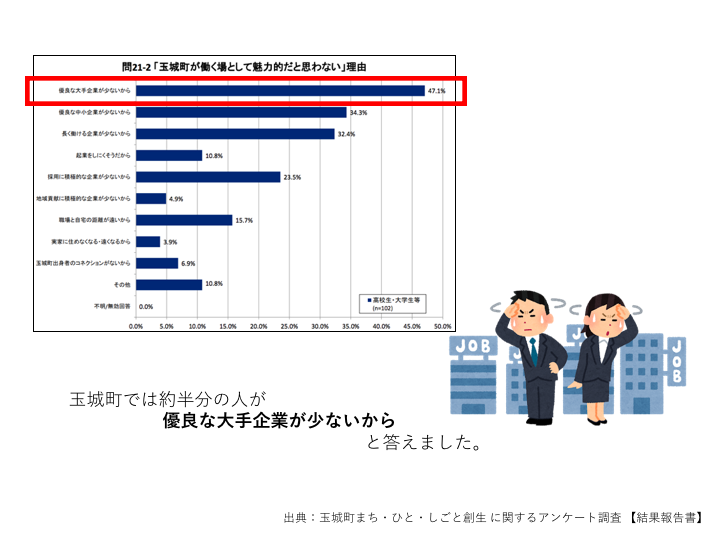 問21-2 「玉城町が働く場として魅力的だと思わない」理由
優良な大手企業が少ないから 47.1%
優良な中小企業が少ないから 34.3%
長く働ける企業が少ないから 32.4%
起業をしにくそうだから 10.8%
採用に積極的な企業が少ないから 23.5%
地域貢献に積極的な企業が少ないから 4.9%
職場と自宅の距離が遠いから 15.7%
実家に住めなくなる・遠くなるから 3.9%
玉城町出身者のコネクションがないから 6.9%
その他 10.8%
不明/無効回答 0.0%
高校生・大学生等
(n=102)
0.0% 5.0% 10.0% 15.0% 20.0% 25.0% 30.0% 35.0% 40.0% 45.0% 50.0%
JOB
JOB
JOB
玉城町では約半分の人が
優良な大手企業が少ないから
と答えました。
出典：玉城町まち・ひと・しごと創生 に関するアンケート調査 【結果報告書】